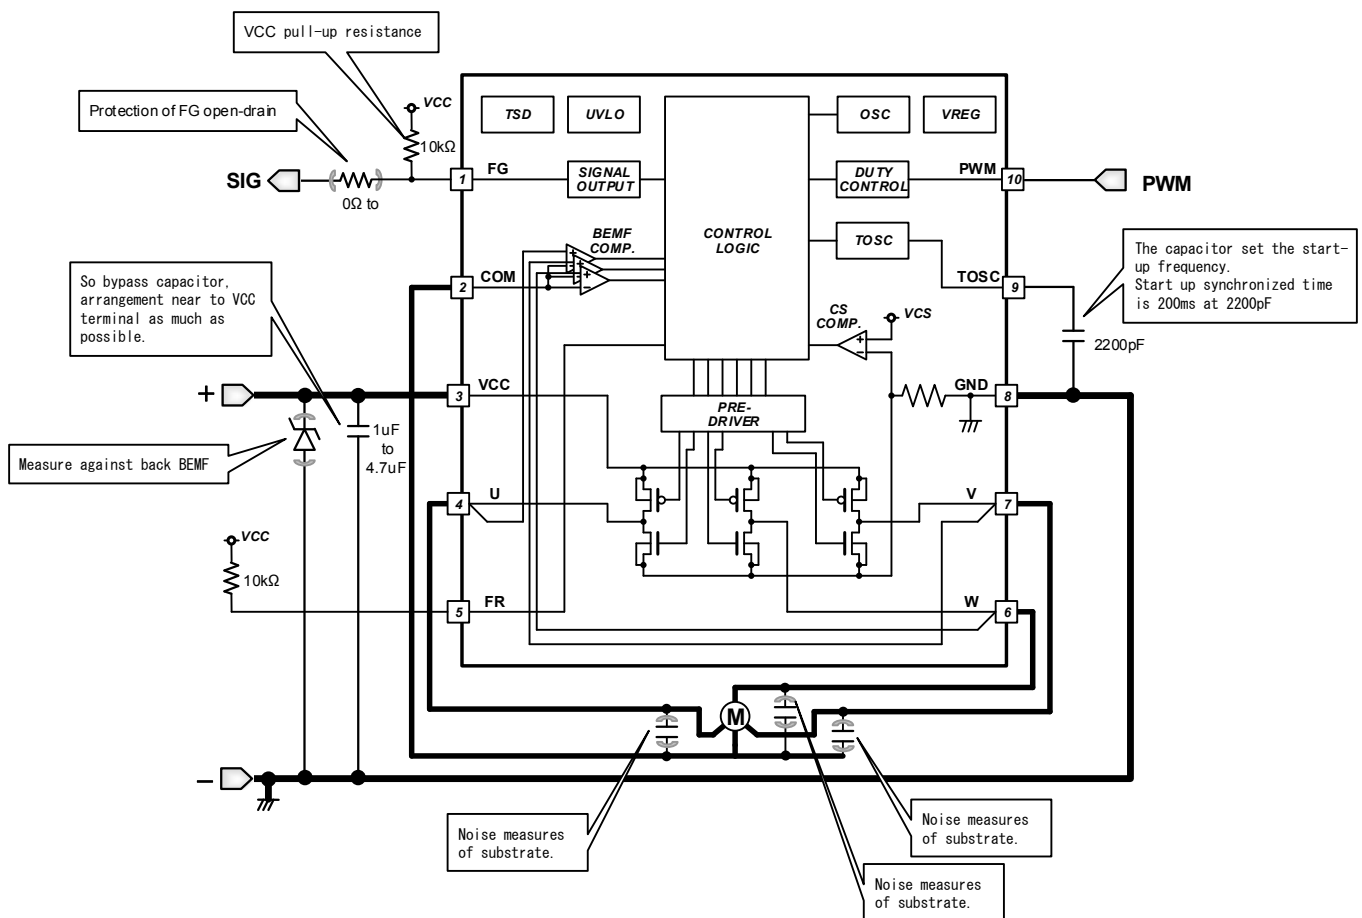 VCC pull-up resistance
Protection of FG open-drain
VCC
10kΩ
SIG
0Ω to
1
FG
TSD
UVLO
SIGNAL
OUTPUT
CONTROL
LOGIC
OSC
VREG
DUTY
CONTROL
PWM
10
PWM
BEMF
COMP.
TOSC
TOSC
9
The capacitor set the start-
up frequency.
Start up synchronized time
is 200ms at 2200pF
2200pF
So bypass capacitor,
arrangement near to VCC
terminal as much as
possible.
2
COM
CS
COMP.
VCS
+
-
+
3
VCC
PRE-
DRIVER
GND
8
Measure against back BEMF
1uF
to
4.7uF
4
U
V
7
VCC
10kΩ
5
FR
W
6
M
–
Noise measures
of substrate.
Noise measures
of substrate.
Noise measures
of substrate.